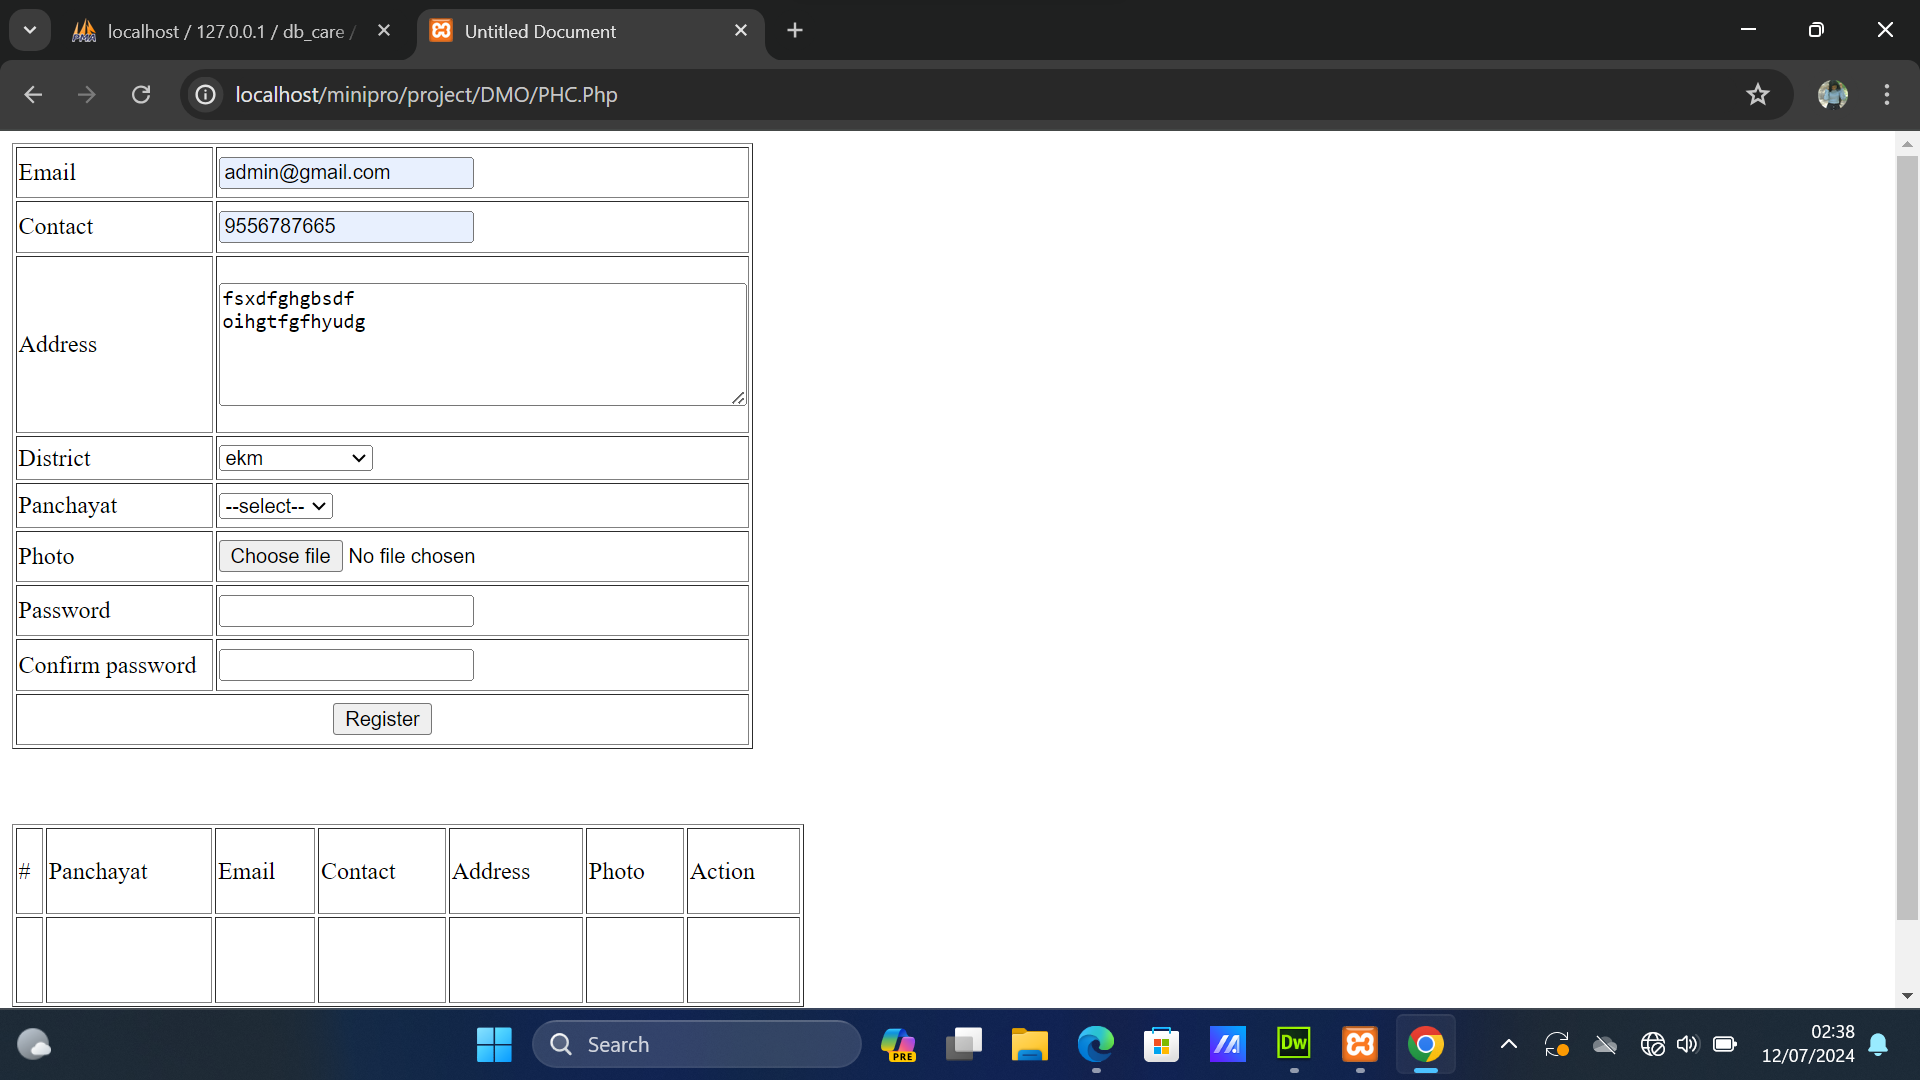 localhost / 127.0.0.1 / db_care /
Untitled Document
localhost/minipro/project/DMO/PHC.Php
Email admin@gmail.com
Contact 9556787665
Address
fsxdfghgbsdf
oihgtfgfhyudg
District ekm
Panchayat --select--
Photo Choose file No file chosen
Password
Confirm password
Register
# Panchayat Email Contact Address Photo Action
Search
PRE
Dw
02:38
12/07/2024